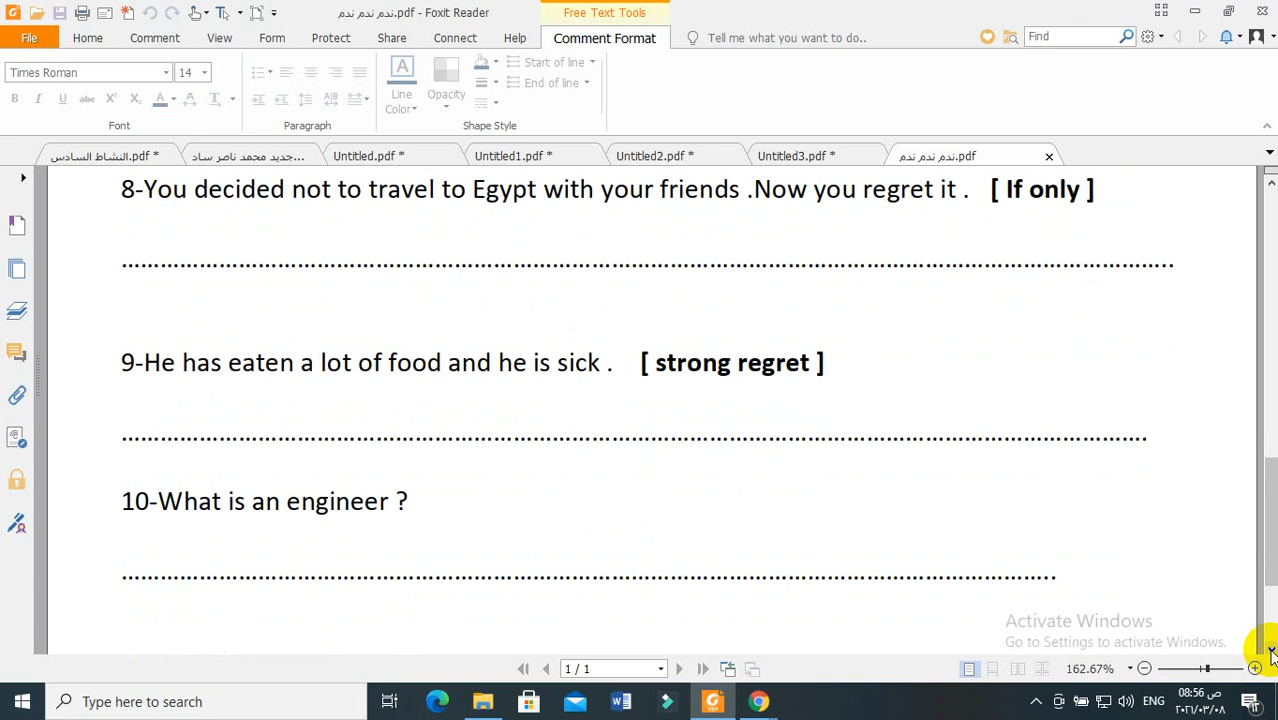 ندم ندم ندم.pdf - Foxit Reader
Free Text Tools
File Home Comment View Form Protect Share Connect Help Comment Format Tell me what you want to do.. Find
Times Roman 14
Line Color
Opacity
Start of line
End of line
Font Paragraph Shape Style
النشاط السادس.pdf * جديد محمد ناصر ساد... Untitled.pdf * Untitled1.pdf * Untitled2.pdf * Untitled3.pdf * ندم ندم ندم.pdf
8-You decided not to travel to Egypt with your friends .Now you regret it . [ If only ]
9-He has eaten a lot of food and he is sick . [ strong regret ]
10-What is an engineer ?
Activate Windows
Go to Settings to activate Windows.
1 / 1 162.67%
Type here to search
ENG
08:56 ص
٢٠٢١/٠٣/٠٨